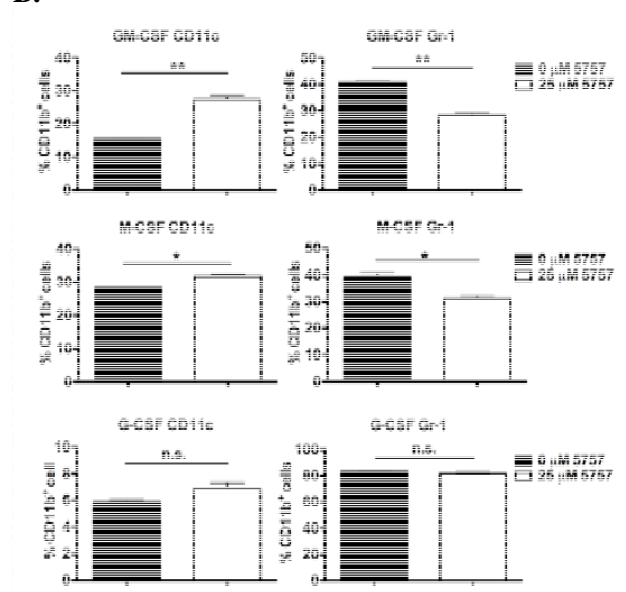 B.
GM-CSF CD11c
GM-CSF Gr-1
% CD11b⁺ cells
40
30
20
10
0
**
% CD11b⁺ cells
50
40
30
20
10
0
**
0 µM 5757
25 µM 5757
M-CSF CD11c
M-CSF Gr-1
% CD11b⁺ cells
40
30
20
10
0
*
% CD11b⁺ cells
50
40
30
20
10
0
*
0 µM 5757
25 µM 5757
G-CSF CD11c
G-CSF Gr-1
% CD11b⁺ cell
10
8
6
4
2
0
n.s.
% CD11b⁺ cells
100
80
60
40
20
0
n.s.
0 µM 5757
25 µM 5757